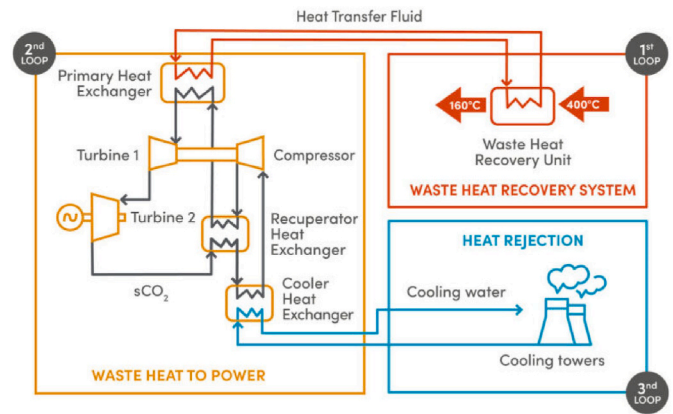 Heat Transfer Fluid
2nd
LOOP
1st
LOOP
Primary Heat
Exchanger
160°C
400°C
Waste Heat
Recovery Unit
Turbine 1
Compressor
WASTE HEAT RECOVERY SYSTEM
Turbine 2
Recuperator
Heat
Exchanger
HEAT REJECTION
sCO₂
Cooler
Heat
Exchanger
Cooling water
Cooling towers
WASTE HEAT TO POWER
3nd
LOOP